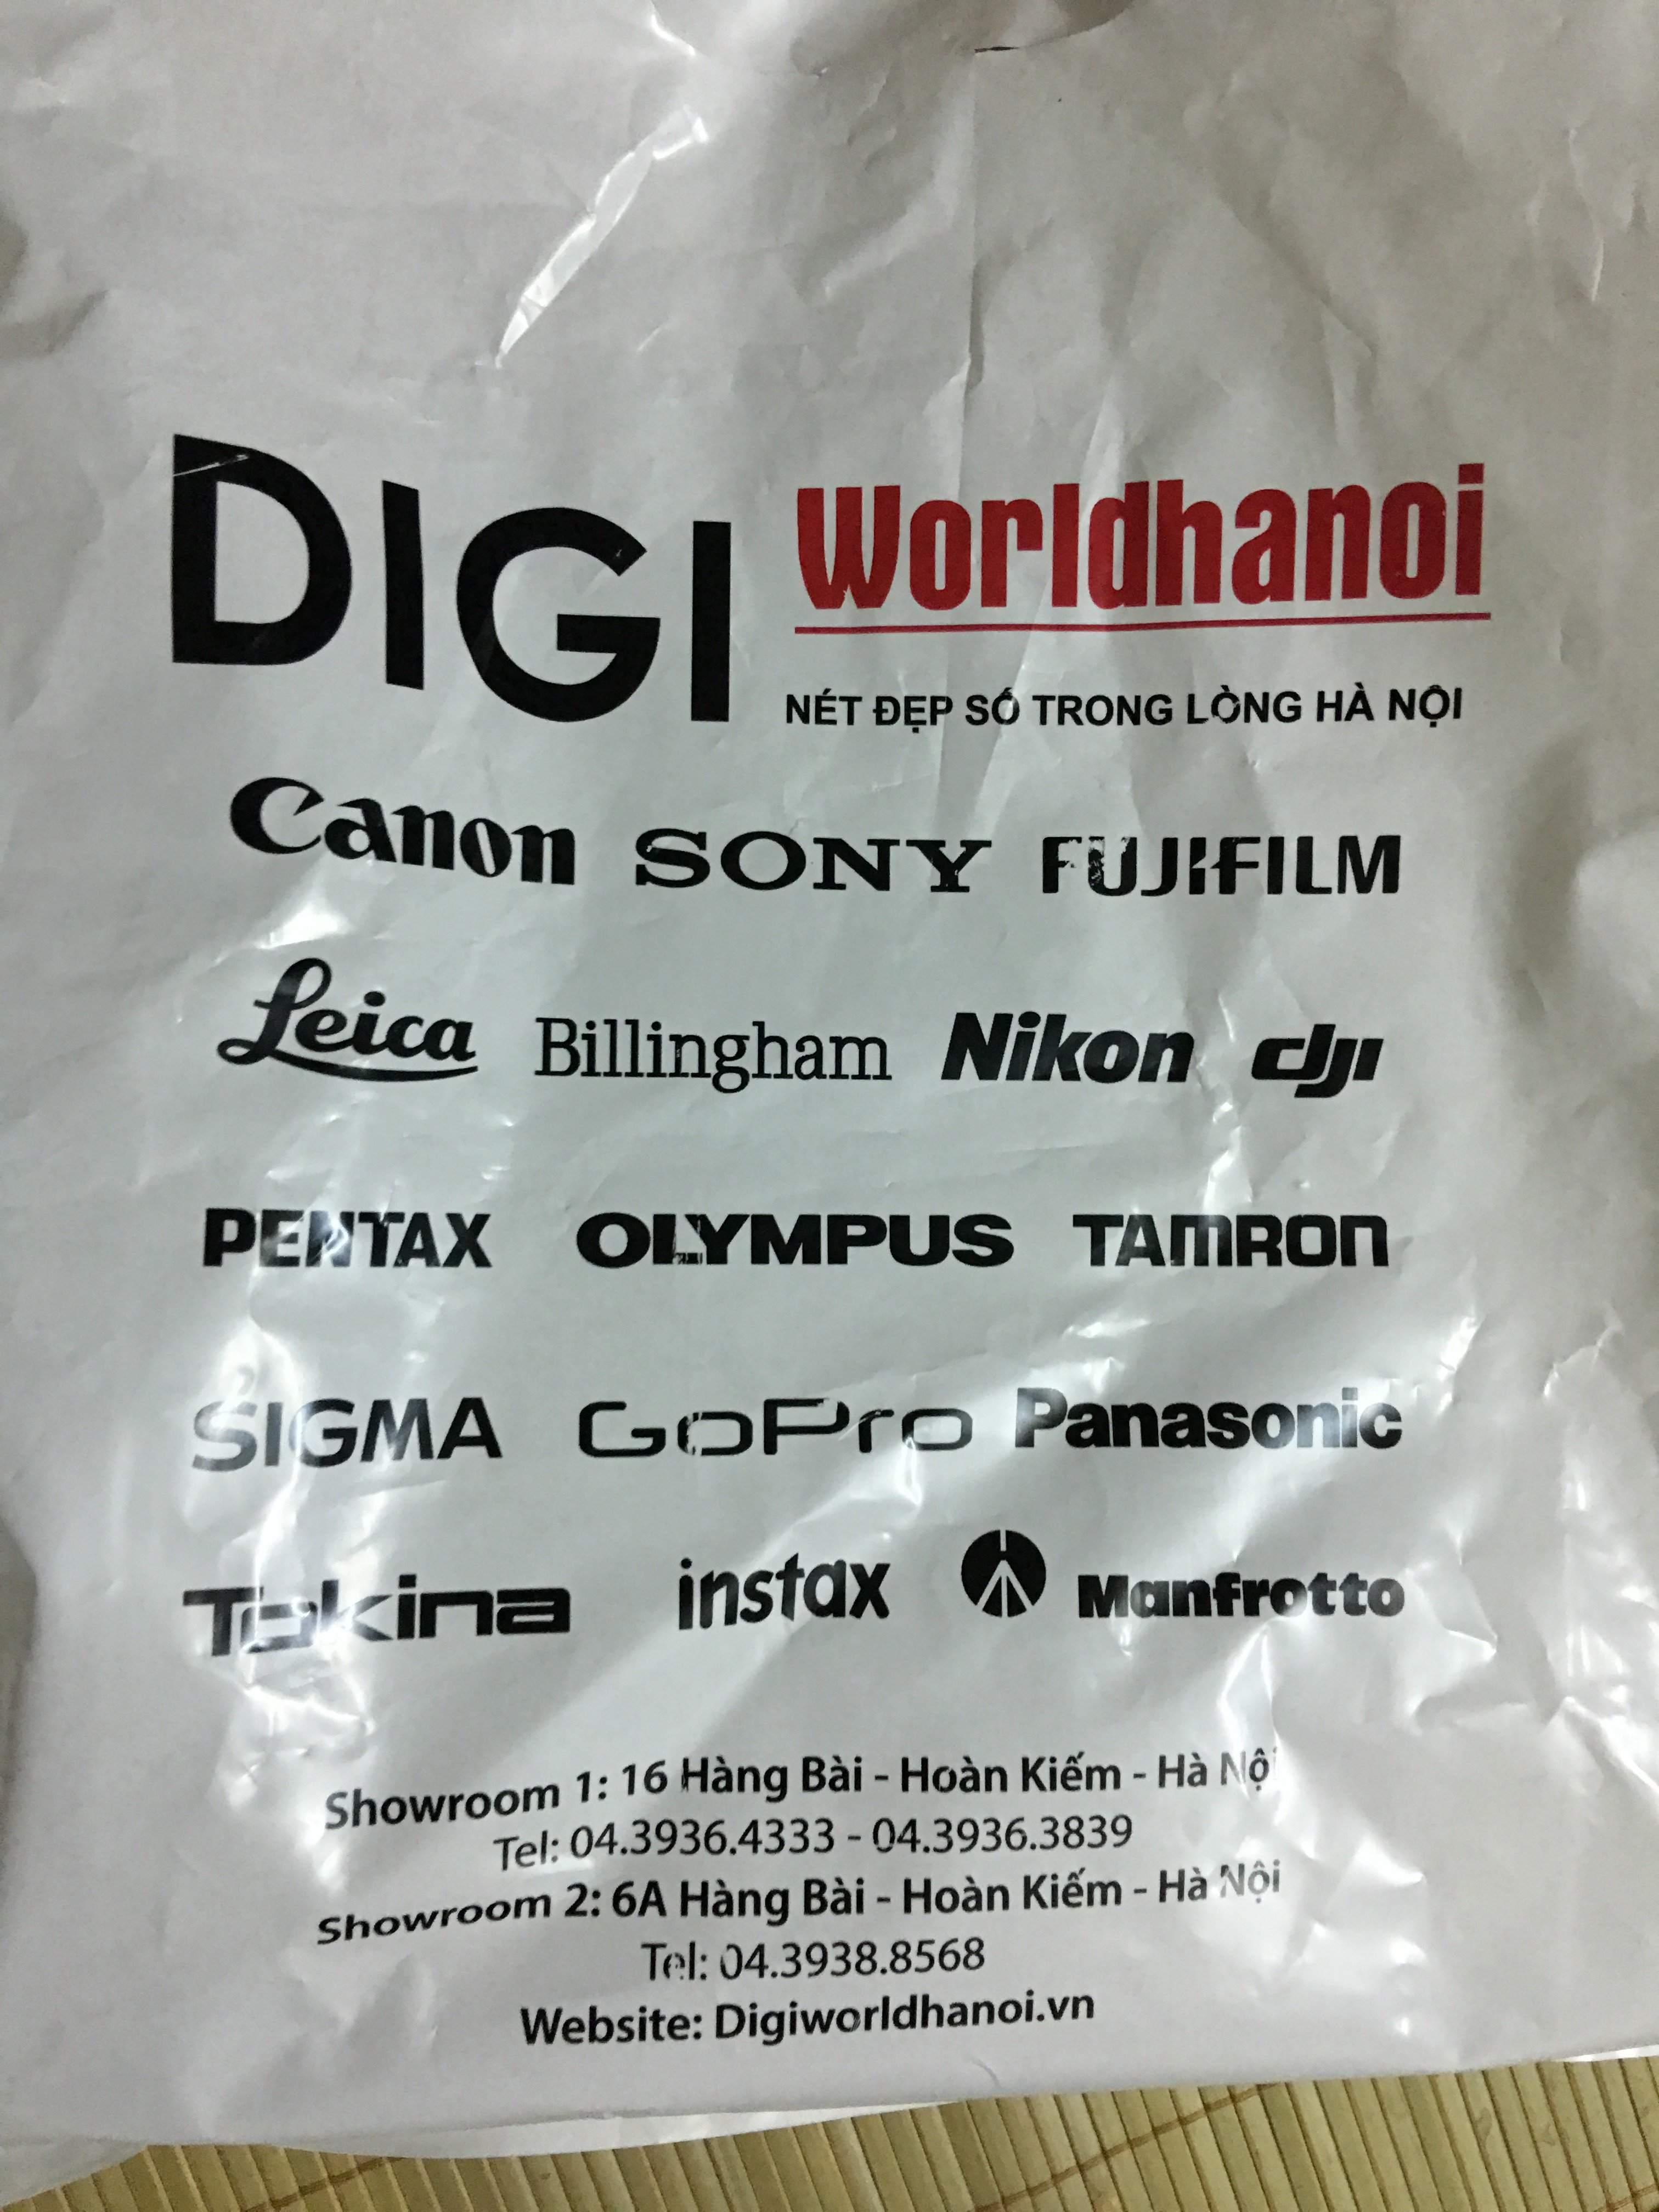 DIGI Worldhanoi
NÉT ĐẸP SỐ TRONG LÒNG HÀ NỘI
Canon SONY FUJIFILM
Leica Billingham Nikon dji
PENTAX OLYMPUS TAMRON
SIGMA GoPro Panasonic
Tokina instax Manfrotto
Showroom 1: 16 Hàng Bài - Hoàn Kiếm - Hà Nội
Tel: 04.3936.4333 - 04.3936.3839
Showroom 2: 6A Hàng Bài - Hoàn Kiếm - Hà Nội
Tel: 04.3938.8568
Website: Digiworldhanoi.vn